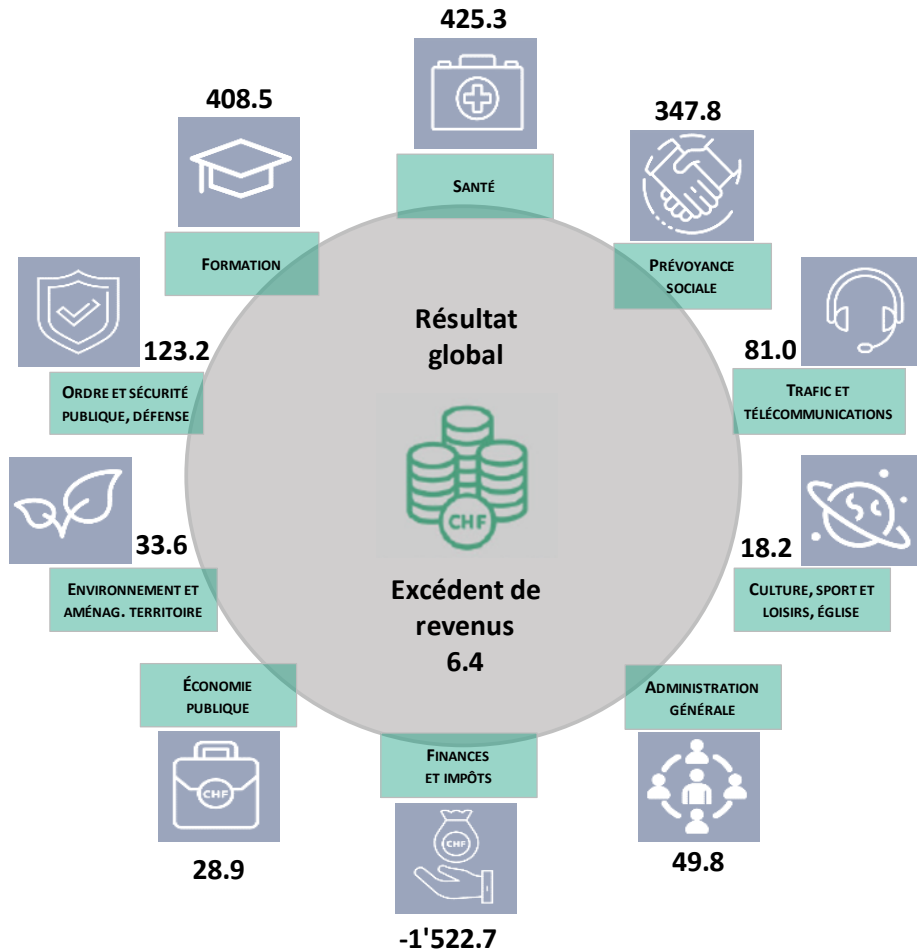 425.3
SANTÉ
408.5
FORMATION
347.8
PRÉVOYANCE
SOCIALE
123.2
ORDRE ET SÉCURITÉ
PUBLIQUE, DÉFENSE
81.0
TRAFIC ET
TÉLÉCOMMUNICATIONS
Résultat
global
CHF
Excédent de
revenus
6.4
33.6
ENVIRONNEMENT ET
AMÉNAG. TERRITOIRE
18.2
CULTURE, SPORT ET
LOISIRS, ÉGLISE
ÉCONOMIE
PUBLIQUE
CHF
28.9
ADMINISTRATION
GÉNÉRALE
49.8
FINANCES
ET IMPÔTS
CHF
-1'522.7